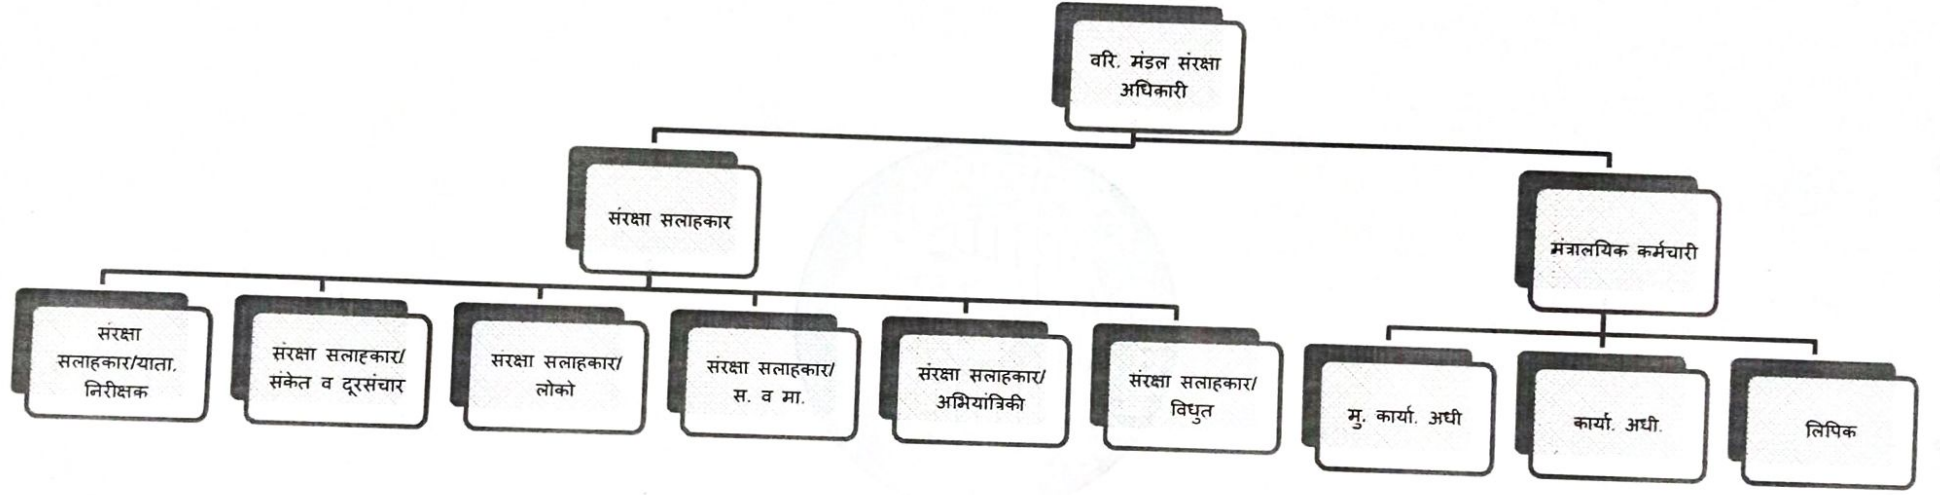 वरि. मंडल संरक्षा
अधिकारी
संरक्षा सलाहकार
मंत्रालयिक कर्मचारी
संरक्षा
सलाहकार/याता.
निरीक्षक
संरक्षा सलाहकार/
संकेत व दूरसंचार
संरक्षा सलाहकार/
लोको
संरक्षा सलाहकार/
स. व मा.
संरक्षा सलाहकार/
अभियांत्रिकी
संरक्षा सलाहकार/
विधुत
मु. कार्या. अधी
कार्या. अधी.
लिपिक